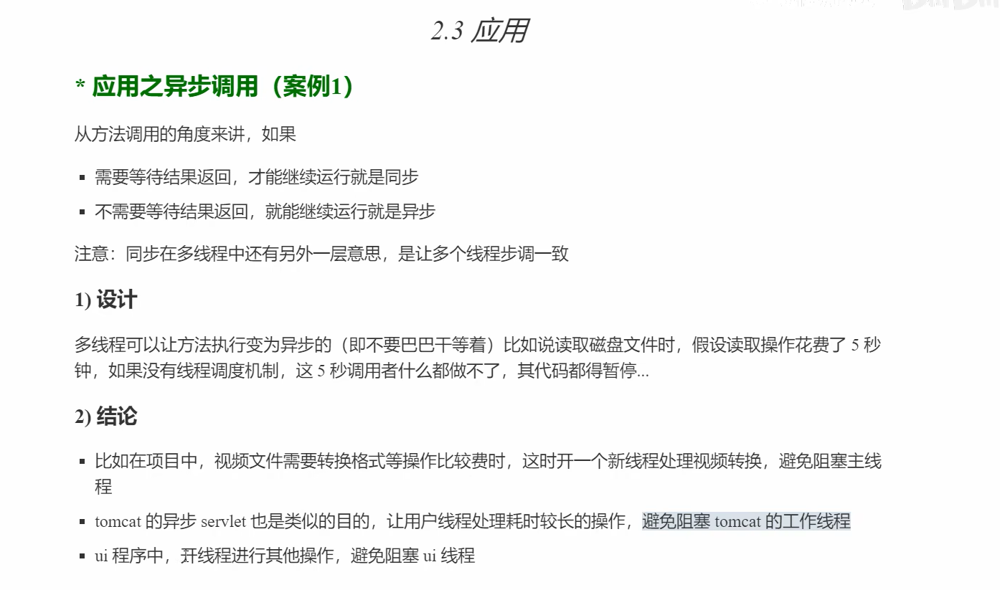 2.3 应用
* 应用之异步调用（案例1）
从方法调用的角度来讲，如果
▪ 需要等待结果返回，才能继续运行就是同步
▪ 不需要等待结果返回，就能继续运行就是异步
注意：同步在多线程中还有另外一层意思，是让多个线程步调一致
1) 设计
多线程可以让方法执行变为异步的（即不要巴巴干等着）比如说读取磁盘文件时，假设读取操作花费了 5 秒
钟，如果没有线程调度机制，这 5 秒调用者什么都做不了，其代码都得暂停...
2) 结论
▪ 比如在项目中，视频文件需要转换格式等操作比较费时，这时开一个新线程处理视频转换，避免阻塞主线
程
▪ tomcat 的异步 servlet 也是类似的目的，让用户线程处理耗时较长的操作，避免阻塞 tomcat 的工作线程
▪ ui 程序中，开线程进行其他操作，避免阻塞 ui 线程